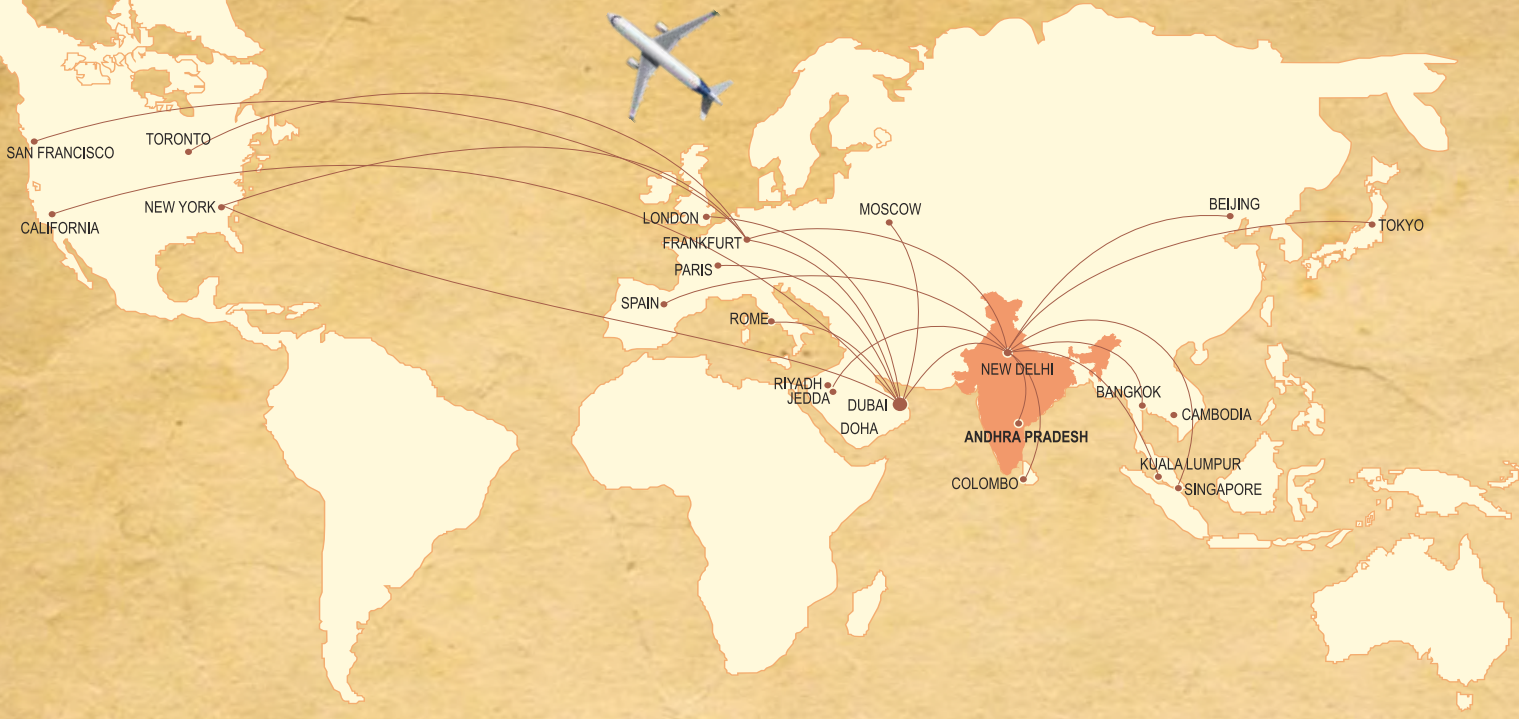 TORONTO
SAN FRANCISCO
NEW YORK
CALIFORNIA
LONDON
MOSCOW
BEIJING
TOKYO
FRANKFURT
PARIS
SPAIN
ROME
RIYADH
JEDDA
DUBAI
DOHA
NEW DELHI
ANDHRA PRADESH
BANGKOK
CAMBODIA
KUALA LUMPUR
SINGAPORE
COLOMBO